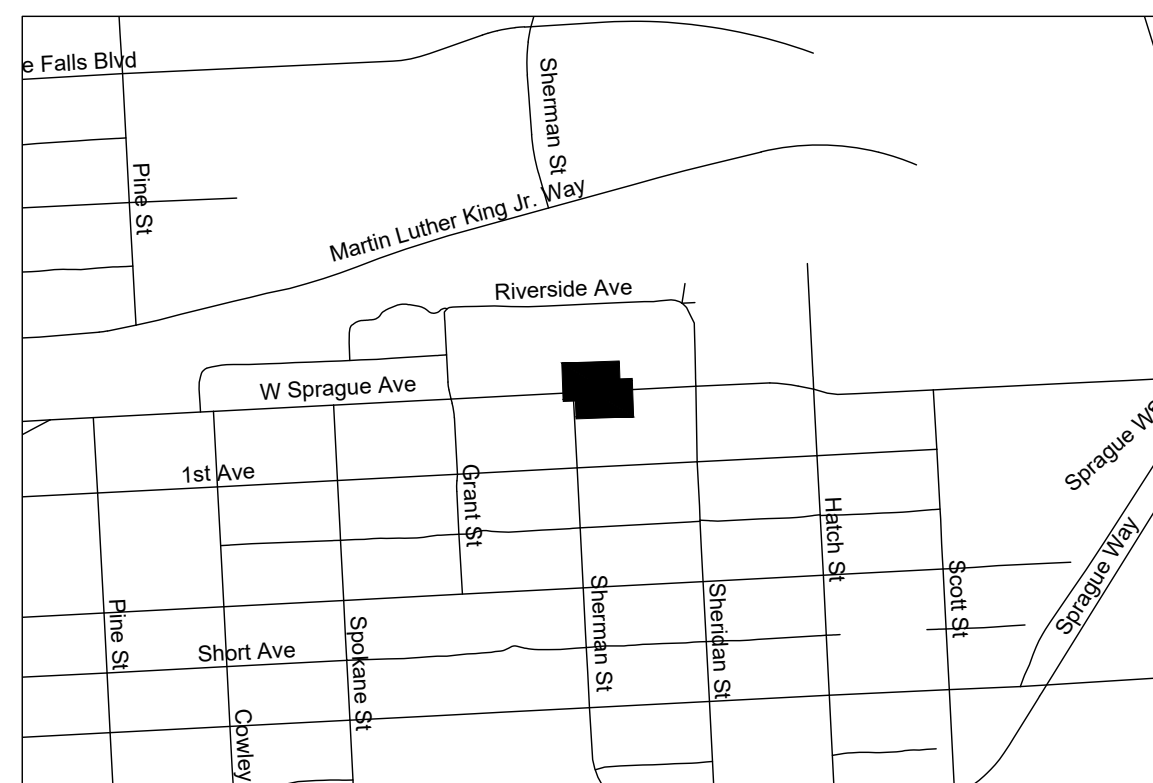 e Falls Blvd
Sherman St
Pine St
Martin Luther King Jr. Way
Riverside Ave
W Sprague Ave
Sprague W
1st Ave
Grant St
Hatch St
Sprague Way
Scott St
Sherman St
Sheridan St
Pine St
Spokane St
Short Ave
Cowley